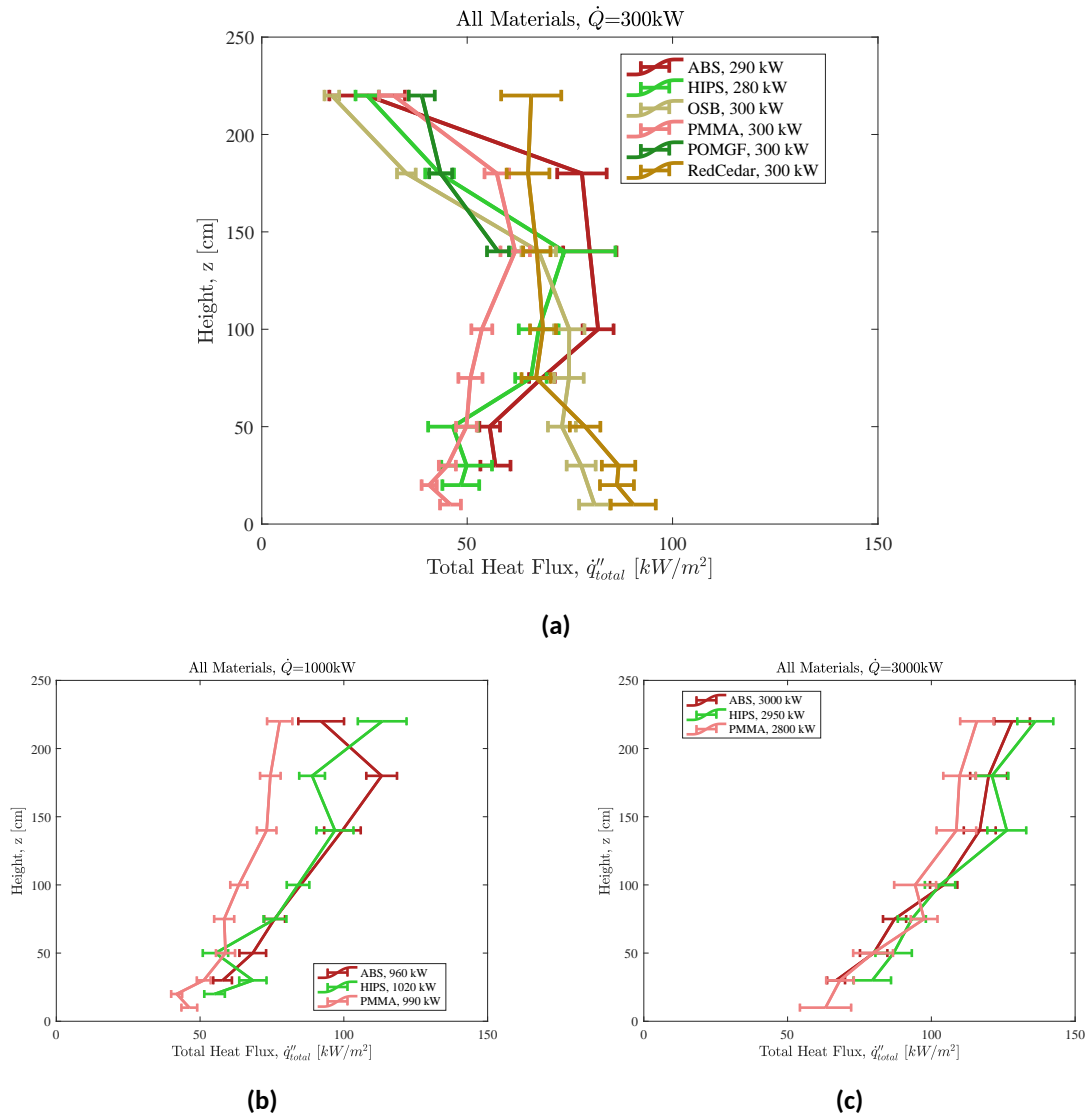 All Materials, Q̇=300kW
250
200
150
100
50
0
Height, z [cm]
ABS, 290 kW
HIPS, 280 kW
OSB, 300 kW
PMMA, 300 kW
POMGF, 300 kW
RedCedar, 300 kW
0 50 100 150
Total Heat Flux, q̇″total [kW/m²]
(a)
All Materials, Q̇=1000kW
250
200
150
100
50
0
Height, z [cm]
ABS, 960 kW
HIPS, 1020 kW
PMMA, 990 kW
0 50 100 150
Total Heat Flux, q̇″total [kW/m²]
(b)
All Materials, Q̇=3000kW
250
200
150
100
50
0
Height, z [cm]
ABS, 3000 kW
HIPS, 2950 kW
PMMA, 2800 kW
0 50 100 150
Total Heat Flux, q̇″total [kW/m²]
(c)